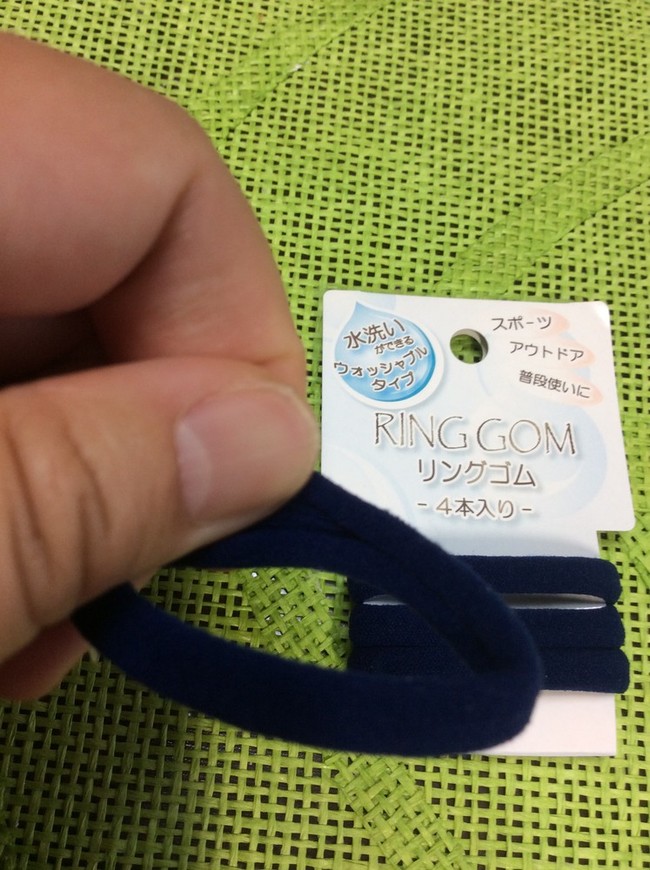 水洗い
ができる
ウォッシャブル
タイプ
スポーツ
アウトドア
普段使いに
RING GOM
リングゴム
- 4本入り -